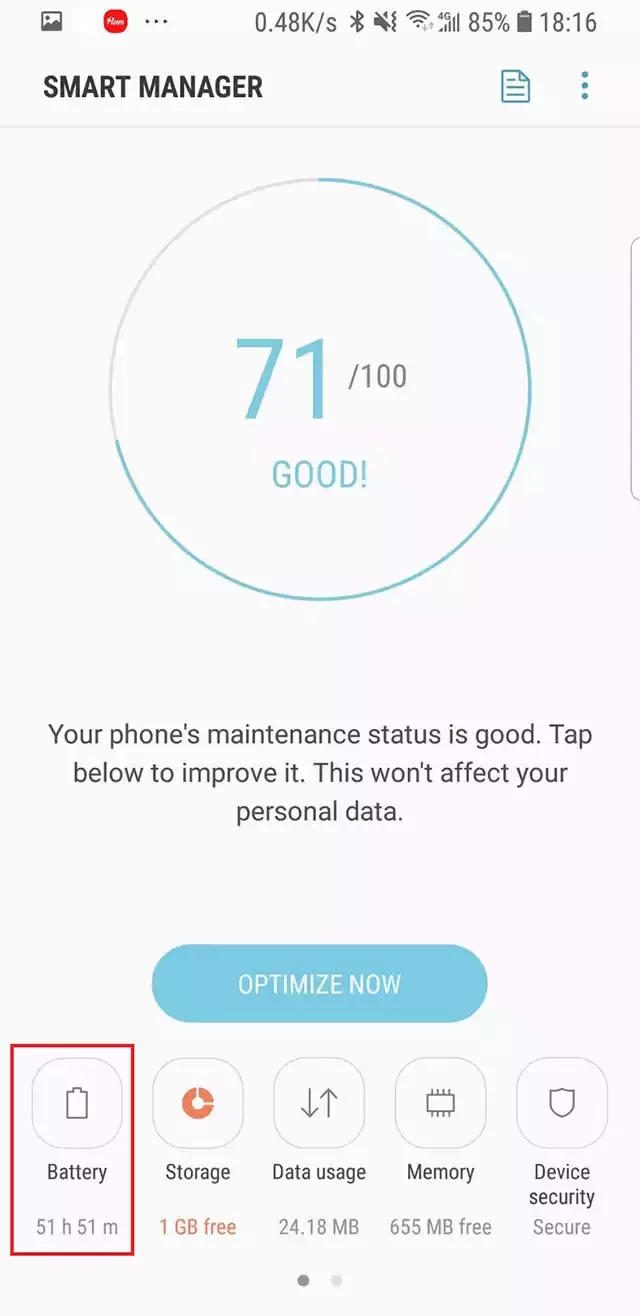 0.48K/s 4G 85% 18:16
SMART MANAGER
71 /100
GOOD!
Your phone's maintenance status is good. Tap
below to improve it. This won't affect your
personal data.
OPTIMIZE NOW
Battery Storage Data usage Memory Device
security
51 h 51 m 1 GB free 24.18 MB 655 MB free Secure